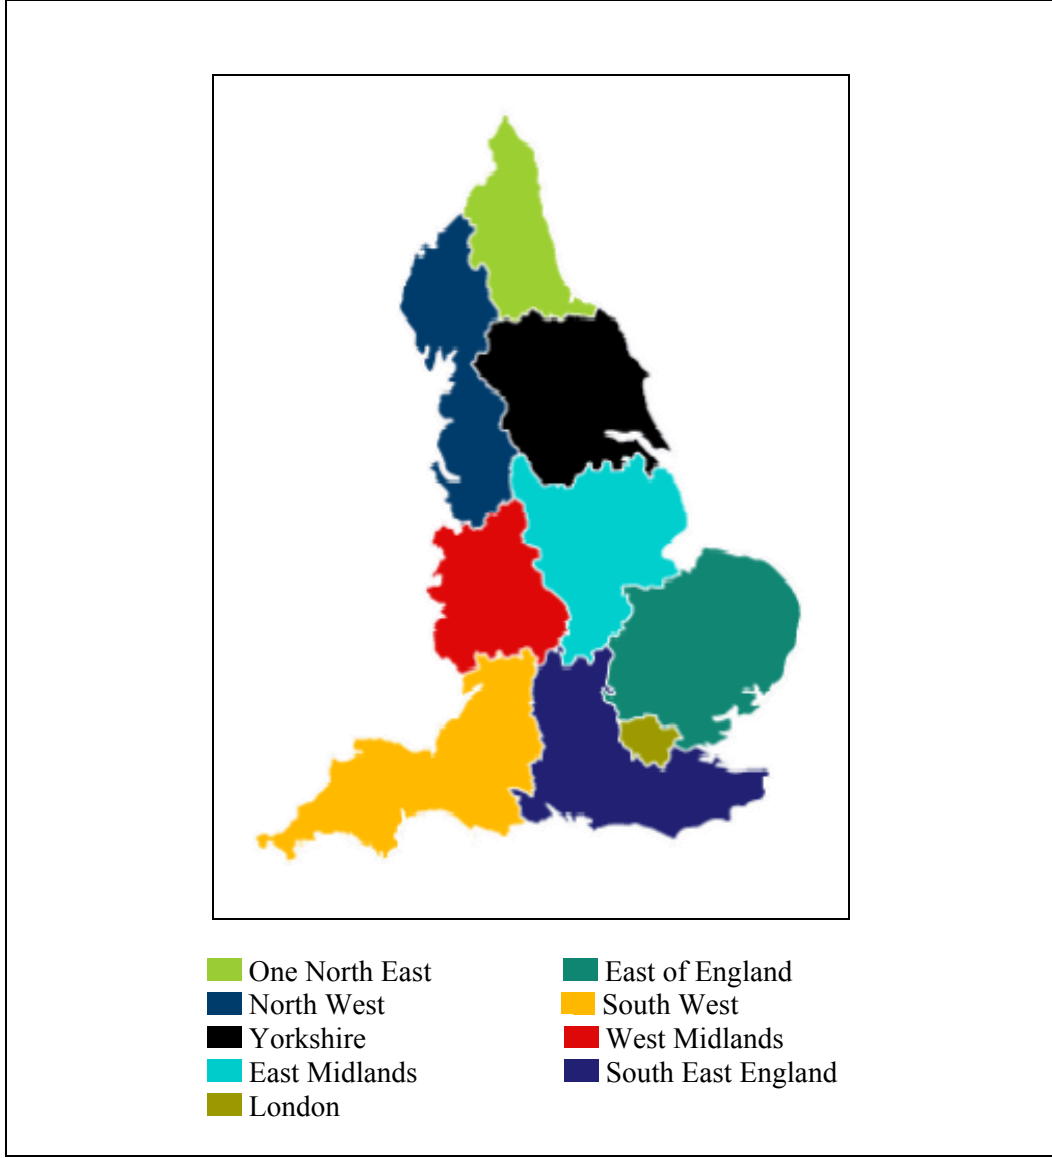 One North East
North West
Yorkshire
East Midlands
London
East of England
South West
West Midlands
South East England